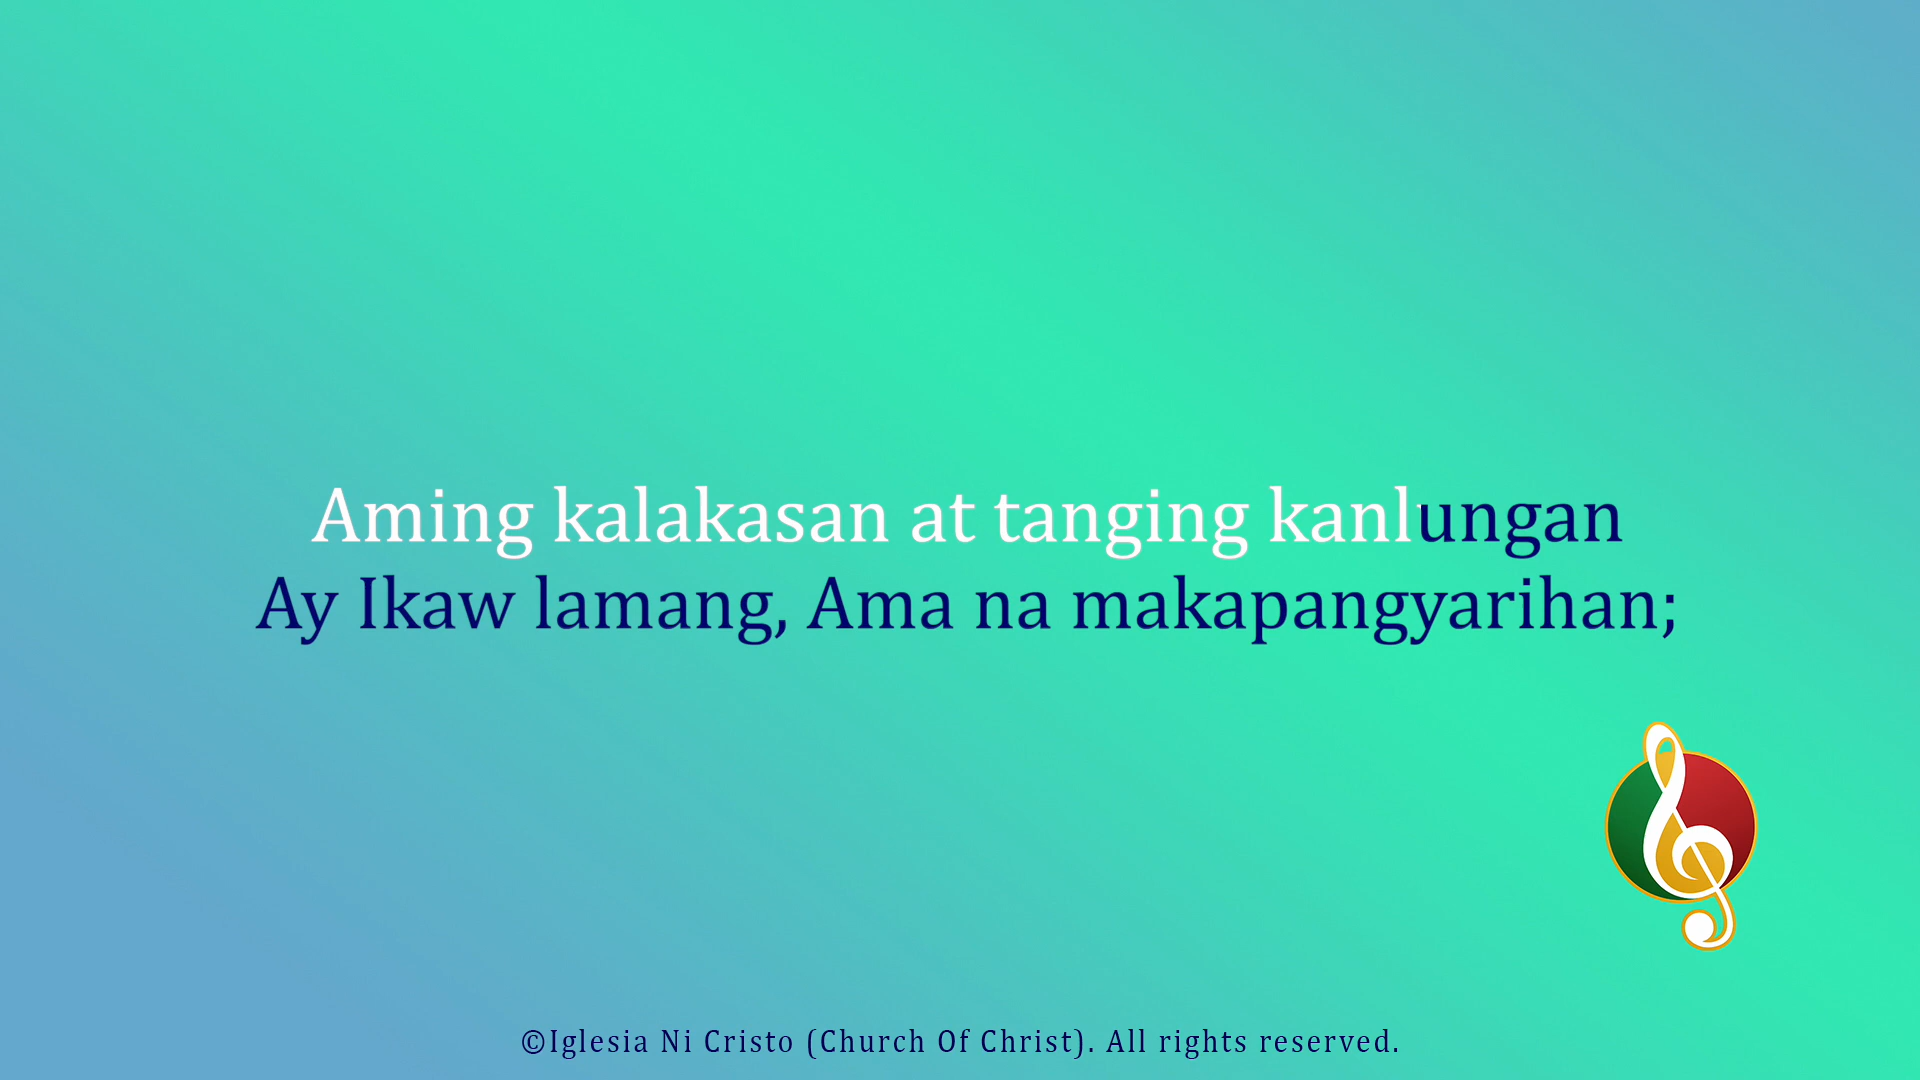 Aming kalakasan at tanging kanlungan
Ay Ikaw lamang, Ama na makapangyarihan;
©Iglesia Ni Cristo (Church Of Christ). All rights reserved.